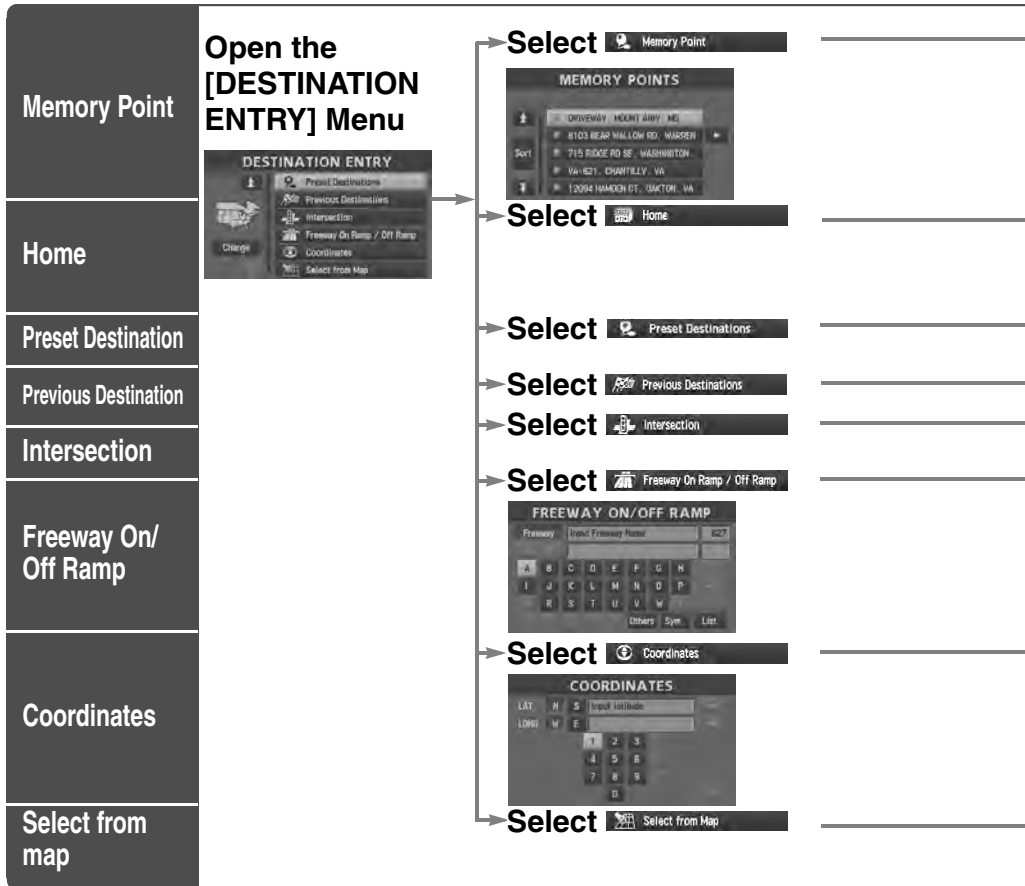 Memory Point
Home
Preset Destination
Previous Destination
Intersection
Freeway On/
Off Ramp
Coordinates
Select from
map
Open the
[DESTINATION
ENTRY] Menu
DESTINATION ENTRY
Preset Destinations
Previous Destinations
Intersection
Freeway On Ramp / Off Ramp
Change
Coordinates
Select from Map
Select Memory Point
MEMORY POINTS
DRIVEWAY, MOUNT AIRY, MD
8103 BEAR WALLOW RD, WARREN
Sort
715 RIDGE RD SE, WASHINGTON
VA-621, CHANTILLY, VA
12094 HAMDEN CT, OAKTON, VA
Select Home
Select Preset Destinations
Select Previous Destinations
Select Intersection
Select Freeway On Ramp / Off Ramp
FREEWAY ON/OFF RAMP
Freeway Input Freeway Name 627
A B C D E F G H
I J K L M N O P
R S T U V W
Others Sym. List
Select Coordinates
COORDINATES
LAT N S Input latitude
LONG W E
1 2 3
4 5 6
7 8 9
0
Select Select from Map